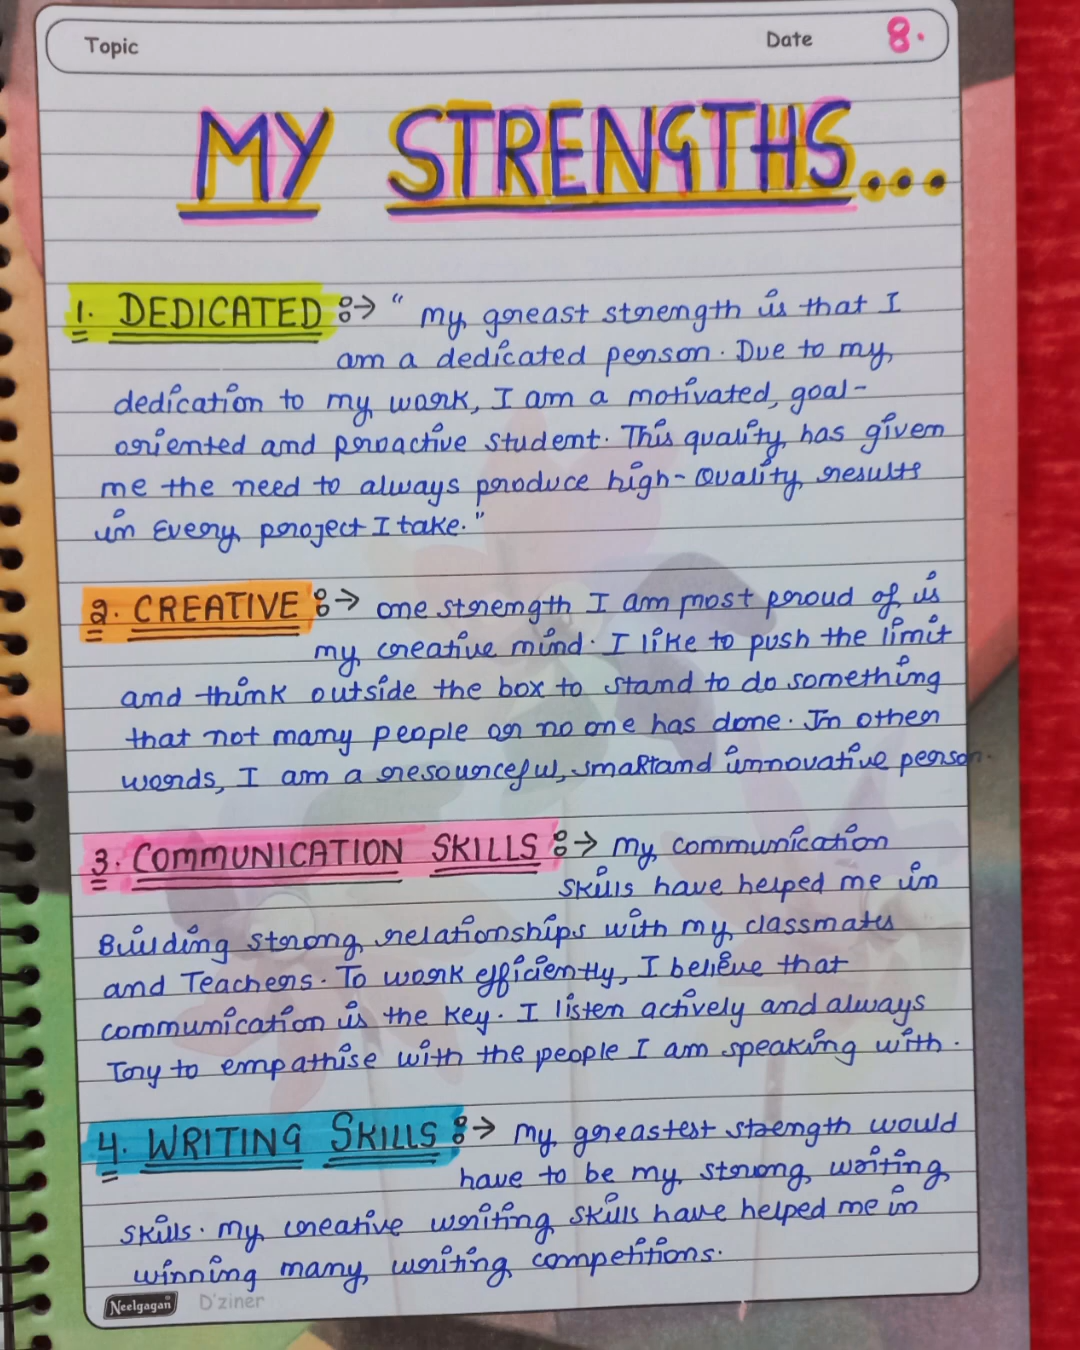 Topic
Date 8.
MY STRENGTHS...
1. DEDICATED :→ " my greast strength is that I
am a dedicated person. Due to my
dedication to my work, I am a motivated, goal-
oriented and proactive student. This quality has given
me the need to always produce high-Quality results
in Every project I take."
2. CREATIVE :→ one strength I am most proud of is
my creative mind. I like to push the limit
and think outside the box to stand to do something
that not many people or no one has done. In other
words, I am a resourceful, smart and innovative person.
3. COMMUNICATION SKILLS :→ my communication
skills have helped me in
Building strong relationships with my classmates
and Teachers. To work efficiently, I believe that
communication is the key. I listen actively and always
Try to empathise with the people I am speaking with.
4. WRITING SKILLS :→ my greastest strength would
have to be my strong writing
skills. my creative writing skills have helped me in
winning many writing competitions.
Neelgagan D'ziner